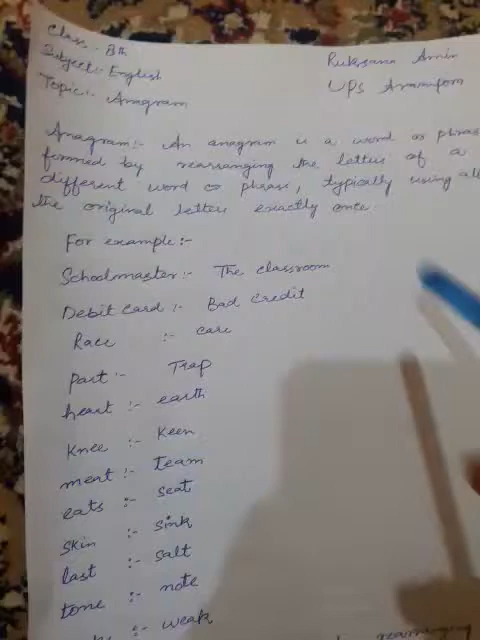 Class:- 8th
Ruksana Amin
Subject:- English
UPS
Topic:- Anagram
Anagram:- An anagram is a word or phras
formed by rearranging the letters of a
different word or phrase, typically using all
the original letters exactly once.
For example:-
Schoolmaster:- The classroom
Debit card:- Bad credit
Race :- care
Part:- Trap
heart :- earth
Knee :- Keen
meat :- Team
eats :- seat
Skin :- sink
last :- salt
tone :- note
:- weak
rearranging